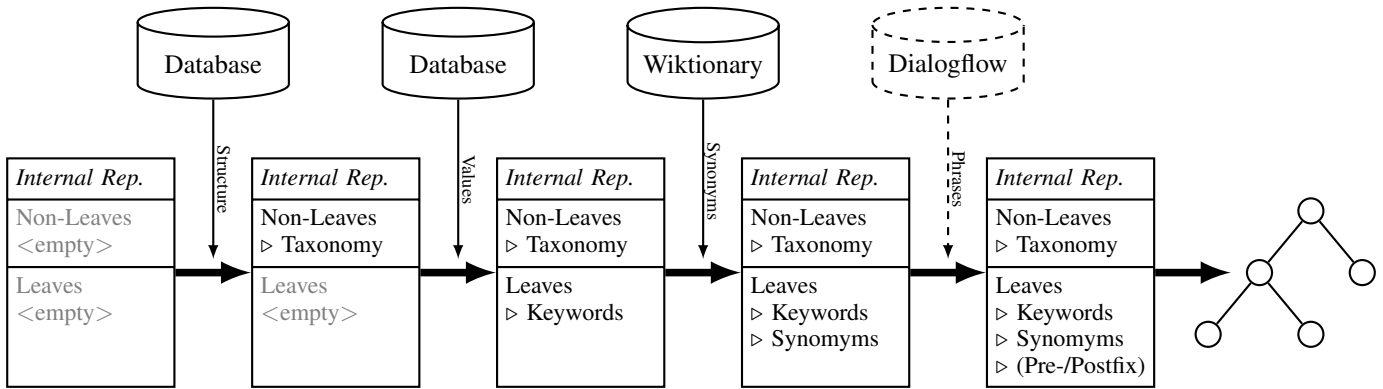 Database
Database
Wiktionary
Dialogflow
Structure
Values
Synonyms
Phrases
Internal Rep.
Non-Leaves
<empty>
Leaves
<empty>
Internal Rep.
Non-Leaves
▷ Taxonomy
Leaves
<empty>
Internal Rep.
Non-Leaves
▷ Taxonomy
Leaves
▷ Keywords
Internal Rep.
Non-Leaves
▷ Taxonomy
Leaves
▷ Keywords
▷ Synomyms
Internal Rep.
Non-Leaves
▷ Taxonomy
Leaves
▷ Keywords
▷ Synomyms
▷ (Pre-/Postfix)